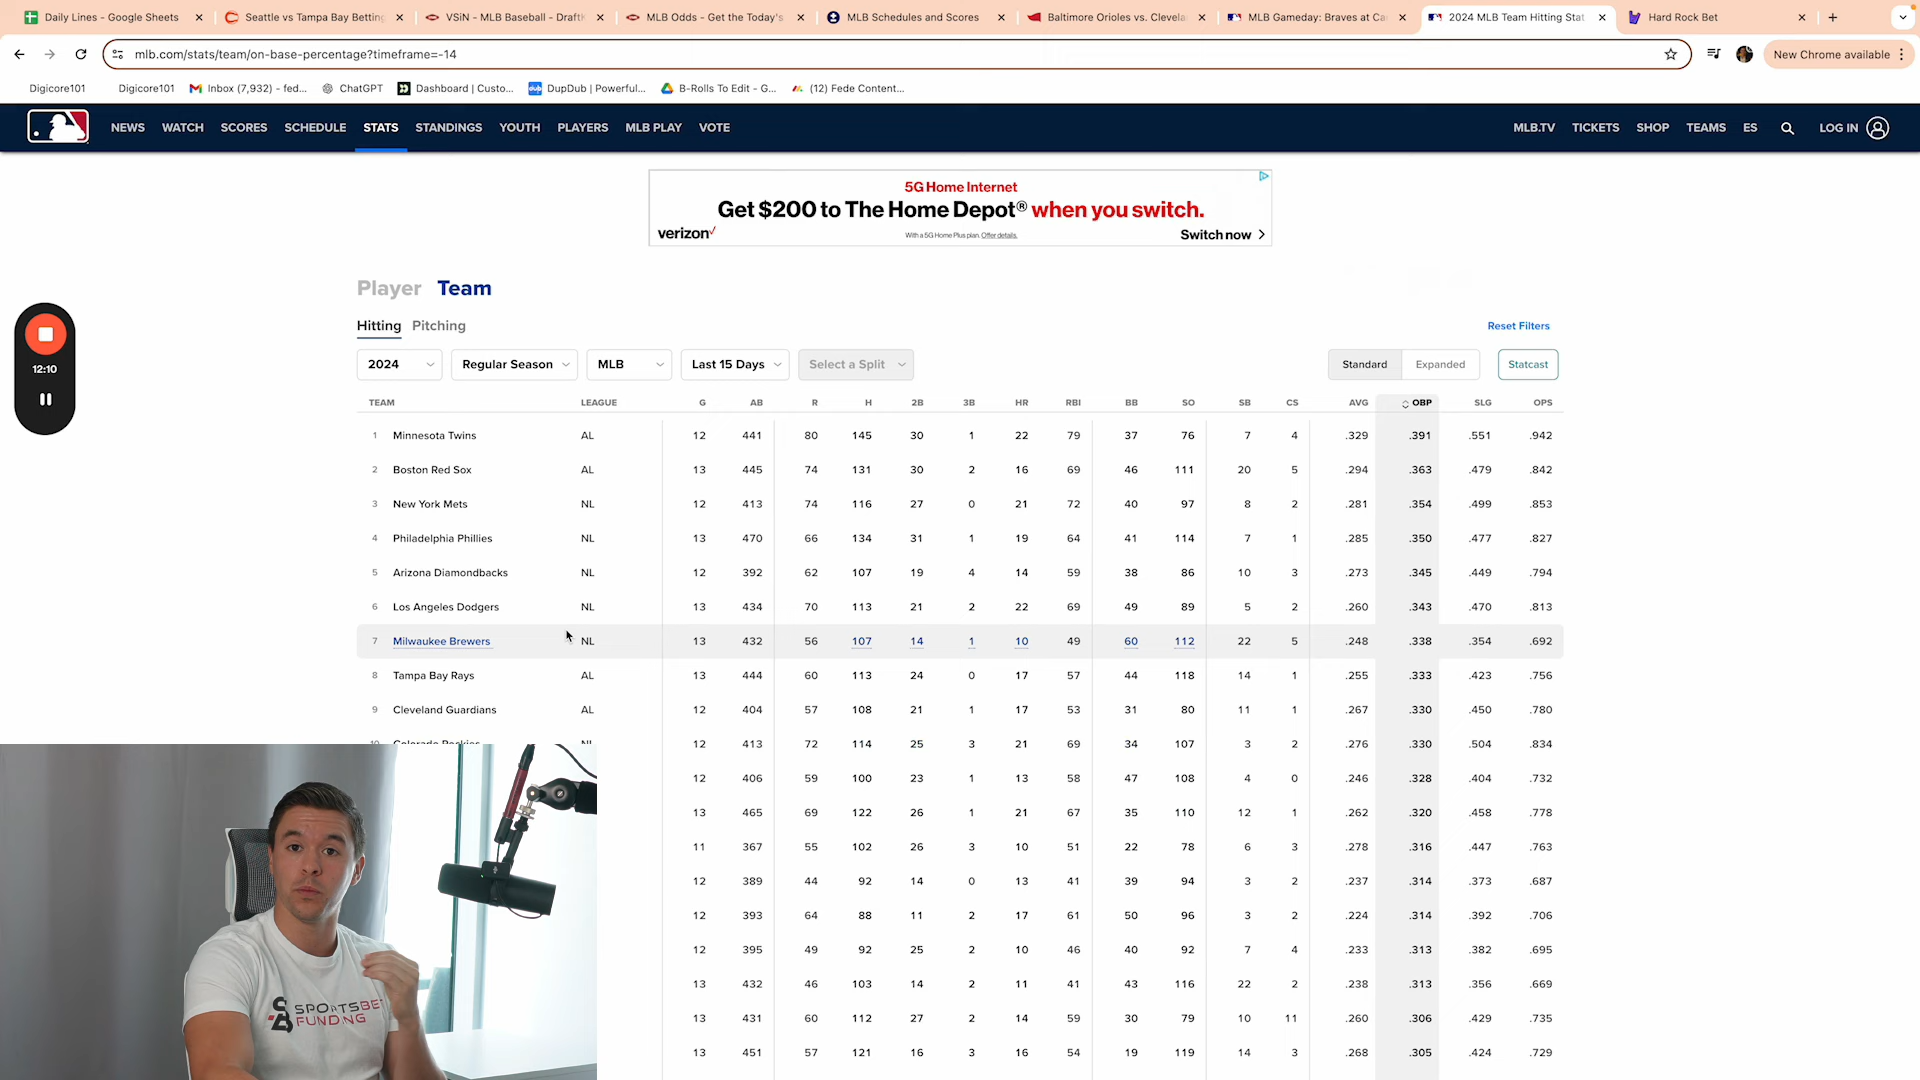 Daily Lines - Google Sheets
Seattle vs Tampa Bay Betting
VSiN - MLB Baseball - DraftK
MLB Odds - Get the Today's
MLB Schedules and Scores
Baltimore Orioles vs. Clevela
MLB Gameday: Braves at Ca
2024 MLB Team Hitting Stat
Hard Rock Bet
mlb.com/stats/team/on-base-percentage?timeframe=-14
New Chrome available
Digicore101 Digicore101 Inbox (7,932) - fed... ChatGPT Dashboard | Custo... DupDub | Powerful... B-Rolls To Edit - G... (12) Fede Content...
NEWS WATCH SCORES SCHEDULE STATS STANDINGS YOUTH PLAYERS MLB PLAY VOTE MLB.TV TICKETS SHOP TEAMS ES LOG IN
5G Home Internet
Get $200 to The Home Depot® when you switch.
verizon With a 5G Home Plus plan. Offer details. Switch now
Player Team
Hitting Pitching Reset Filters
12:10
2024 Regular Season MLB Last 15 Days Select a Split Standard Expanded Statcast
TEAM LEAGUE G AB R H 2B 3B HR RBI BB SO SB CS AVG OBP SLG OPS
1 Minnesota Twins AL 12 441 80 145 30 1 22 79 37 76 7 4 .329 .391 .551 .942
2 Boston Red Sox AL 13 445 74 131 30 2 16 69 46 111 20 5 .294 .363 .479 .842
3 New York Mets NL 12 413 74 116 27 0 21 72 40 97 8 2 .281 .354 .499 .853
4 Philadelphia Phillies NL 13 470 66 134 31 1 19 64 41 114 7 1 .285 .350 .477 .827
5 Arizona Diamondbacks NL 12 392 62 107 19 4 14 59 38 86 10 3 .273 .345 .449 .794
6 Los Angeles Dodgers NL 13 434 70 113 21 2 22 69 49 89 5 2 .260 .343 .470 .813
7 Milwaukee Brewers NL 13 432 56 107 14 1 10 49 60 112 22 5 .248 .338 .354 .692
8 Tampa Bay Rays AL 13 444 60 113 24 0 17 57 44 118 14 1 .255 .333 .423 .756
9 Cleveland Guardians AL 12 404 57 108 21 1 17 53 31 80 11 1 .267 .330 .450 .780
12 413 72 114 25 3 21 69 34 107 3 2 .276 .330 .504 .834
12 406 59 100 23 1 13 58 47 108 4 0 .246 .328 .404 .732
13 465 69 122 26 1 21 67 35 110 12 1 .262 .320 .458 .778
11 367 55 102 26 3 10 51 22 78 6 3 .278 .316 .447 .763
12 389 44 92 14 0 13 41 39 94 3 2 .237 .314 .373 .687
12 393 64 88 11 2 17 61 50 96 3 2 .224 .314 .392 .706
12 395 49 92 25 2 10 46 40 92 7 4 .233 .313 .382 .695
13 432 46 103 14 2 11 41 43 116 22 2 .238 .313 .356 .669
13 431 60 112 27 2 14 59 30 79 10 11 .260 .306 .429 .735
13 451 57 121 16 3 16 54 19 119 14 3 .268 .305 .424 .729
SPORTSBET
FUNDING